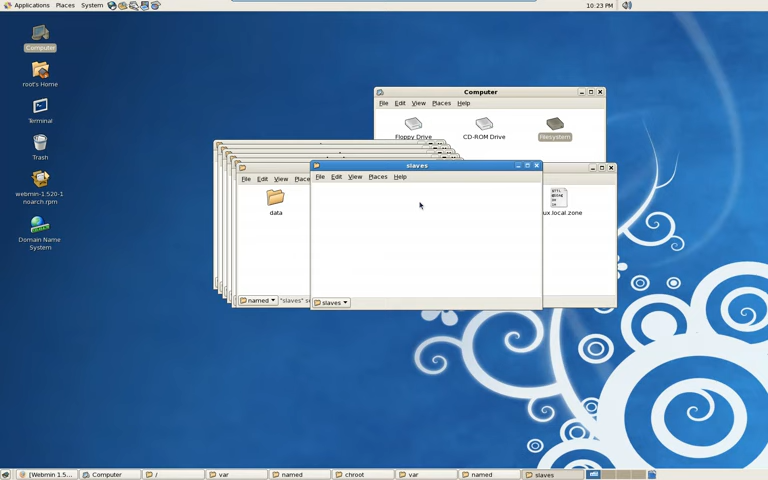 Applications Places System
10:23 PM
Computer
root's Home
Terminal
Trash
webmin-1.520-1
noarch.rpm
Domain Name
System
Computer
File Edit View Places Help
Floppy Drive CD-ROM Drive Filesystem
File Edit View
data
ux.local.zone
named
slaves
File Edit View Places Help
slaves
[Webmin 1.5... Computer / var named chroot var named slaves